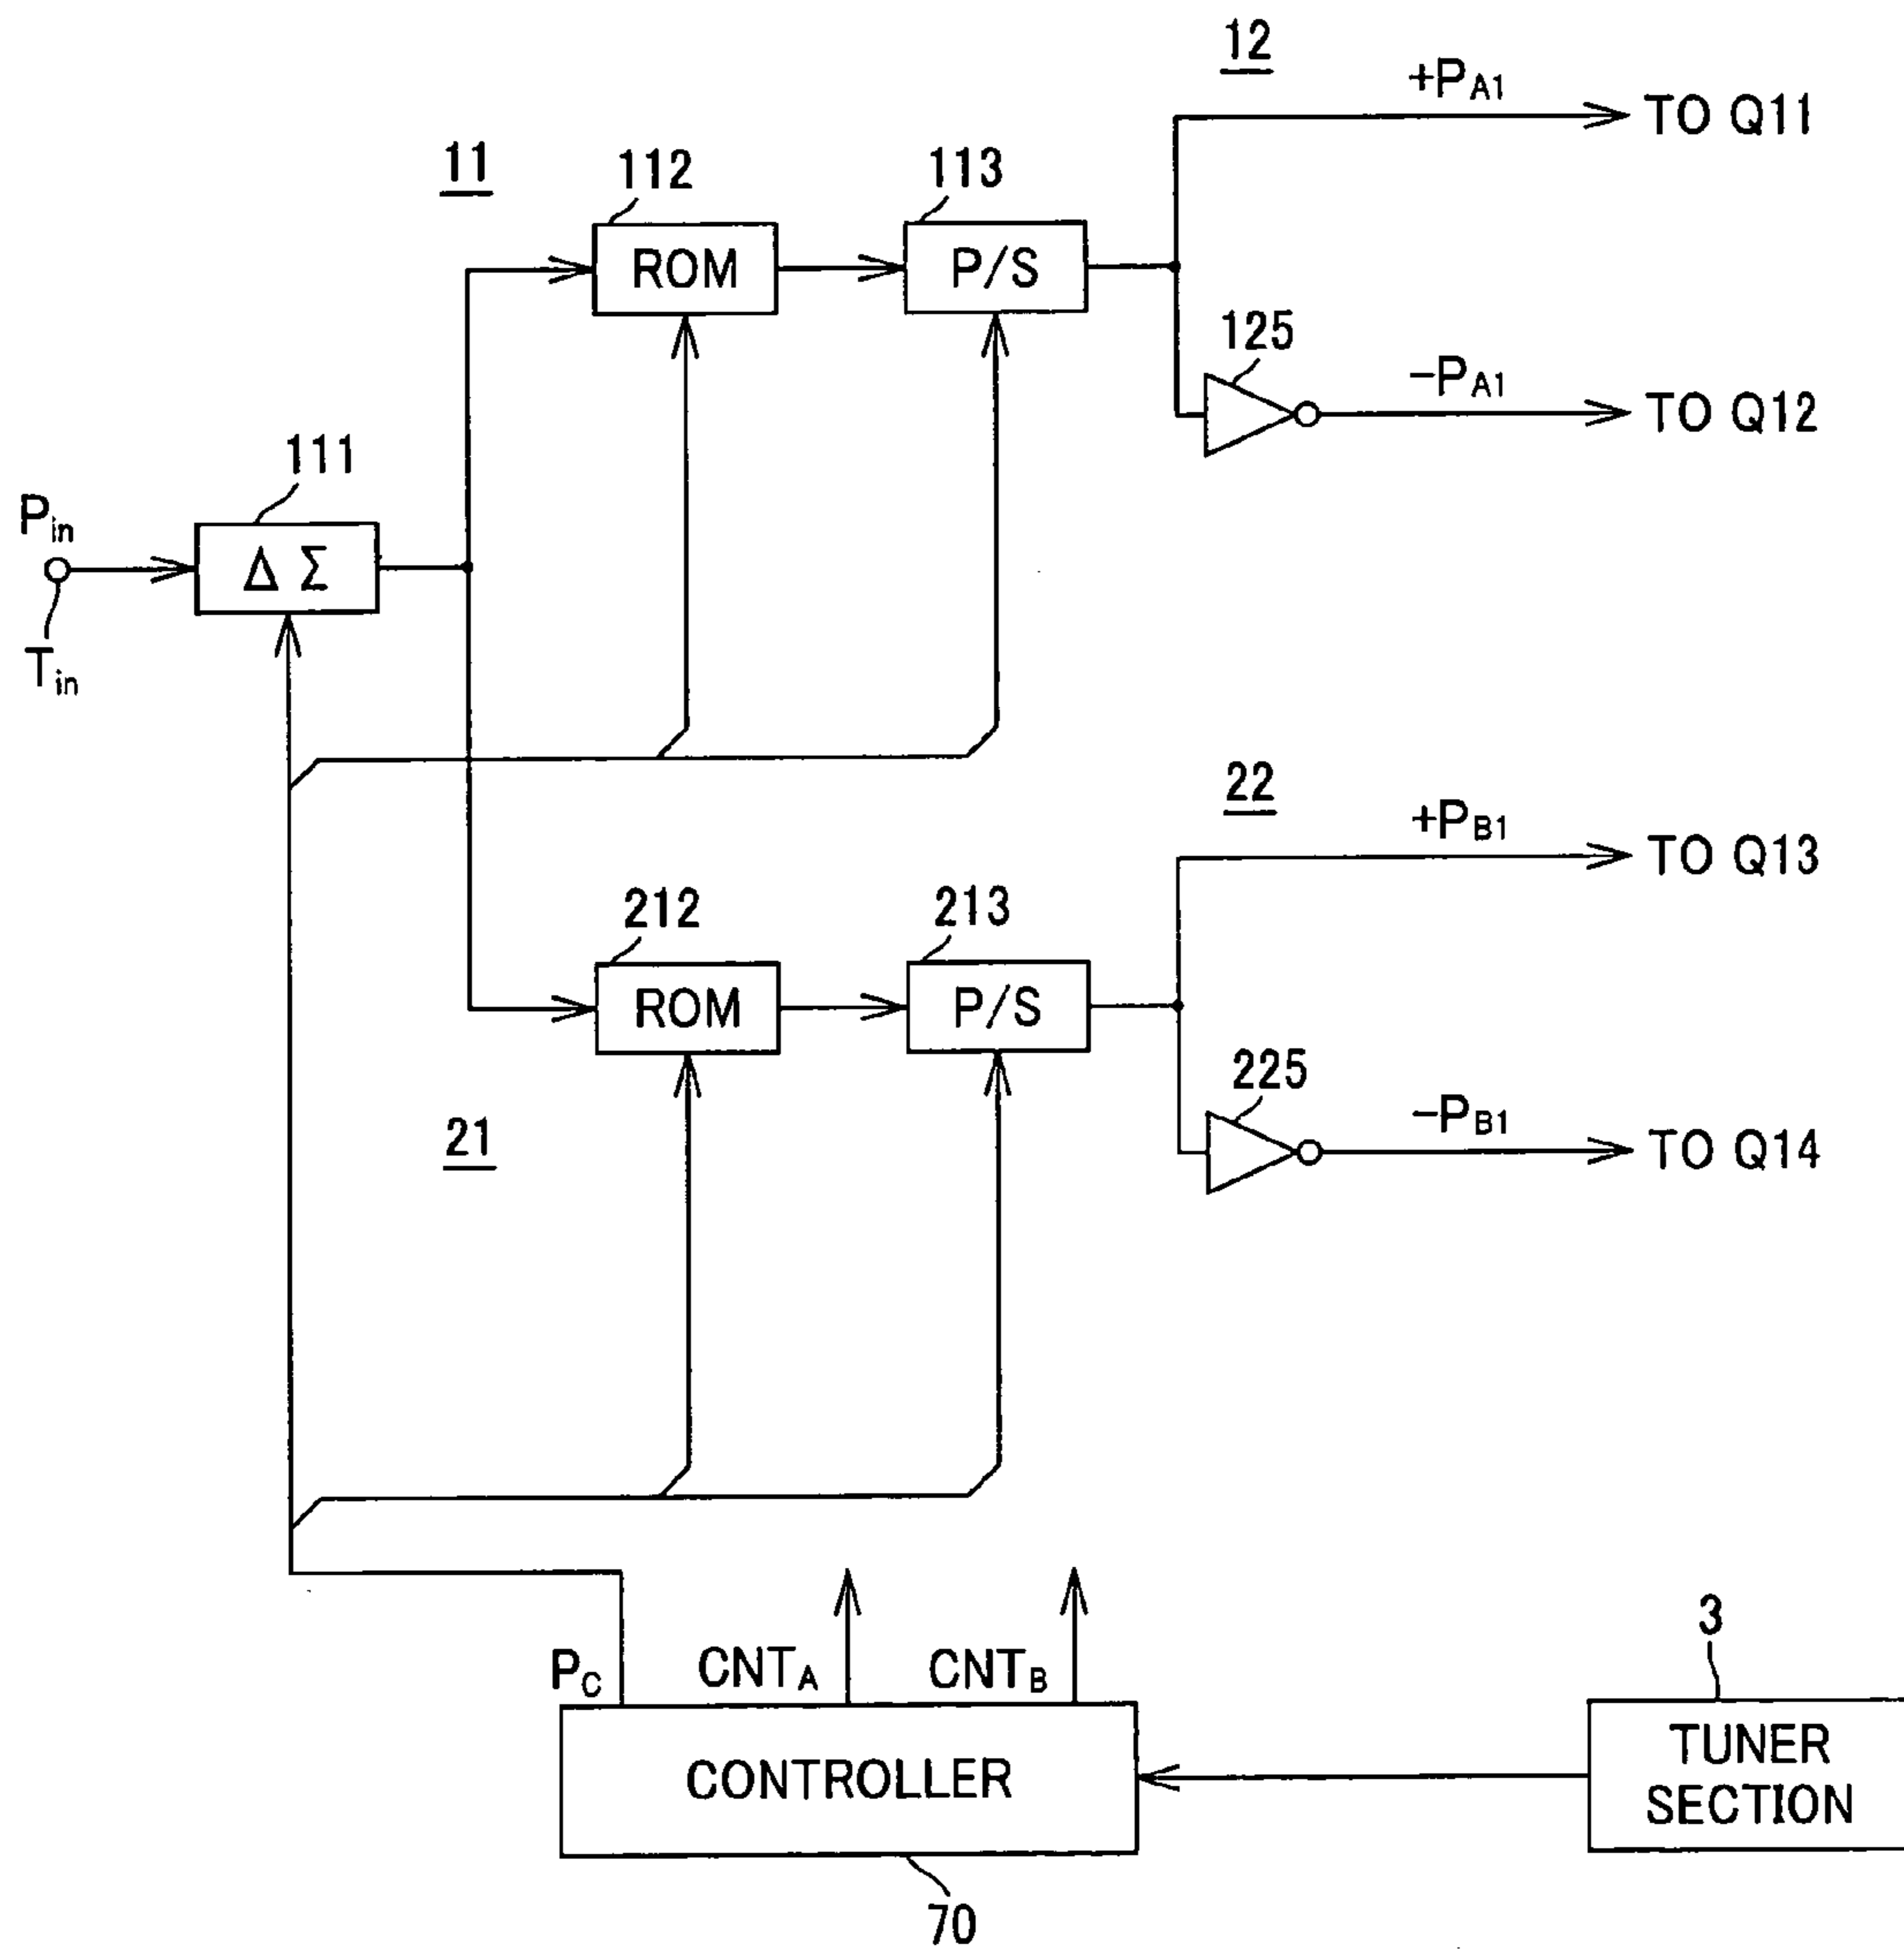 12
+PA1
TO Q11
11
112
113
ROM
P/S
125
-PA1
TO Q12
111
Pin
Δ Σ
Tin
22
+PB1
TO Q13
212
213
ROM
P/S
225
-PB1
TO Q14
21
3
PC
CNTA
CNTB
TUNER
SECTION
CONTROLLER
70